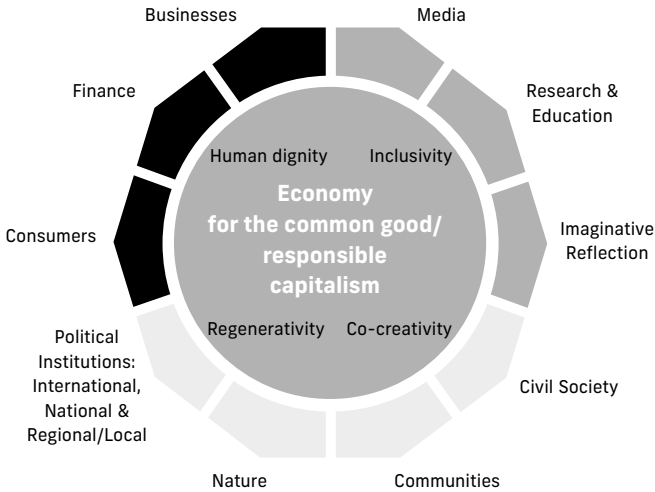 Businesses
Media
Finance
Research &
Education
Human dignity
Inclusivity
Economy
for the common good/
responsible
capitalism
Consumers
Imaginative
Reflection
Regenerativity
Co-creativity
Political
Institutions:
International,
National &
Regional/Local
Civil Society
Nature
Communities